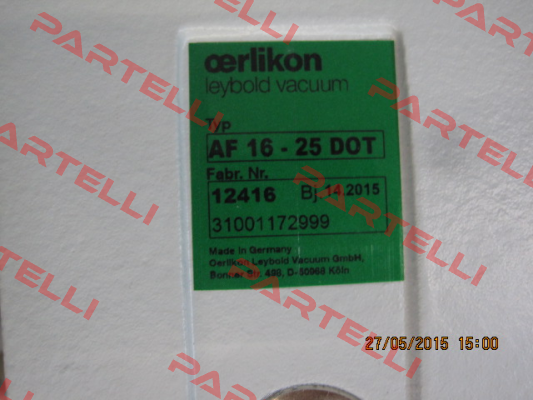 PARTELLI
PARTELLI
PARTELLI
PARTELLI
PARTELLI
PARTELLI
œrlikon
leybold vacuum
Typ
AF 16 - 25 DOT
Fabr. Nr.
12416 Bj. 14.2015
31001172999
Made in Germany
Oerlikon Leybold Vacuum GmbH,
Bonner Str. 498, D-50968 Köln
27/05/2015 15:00